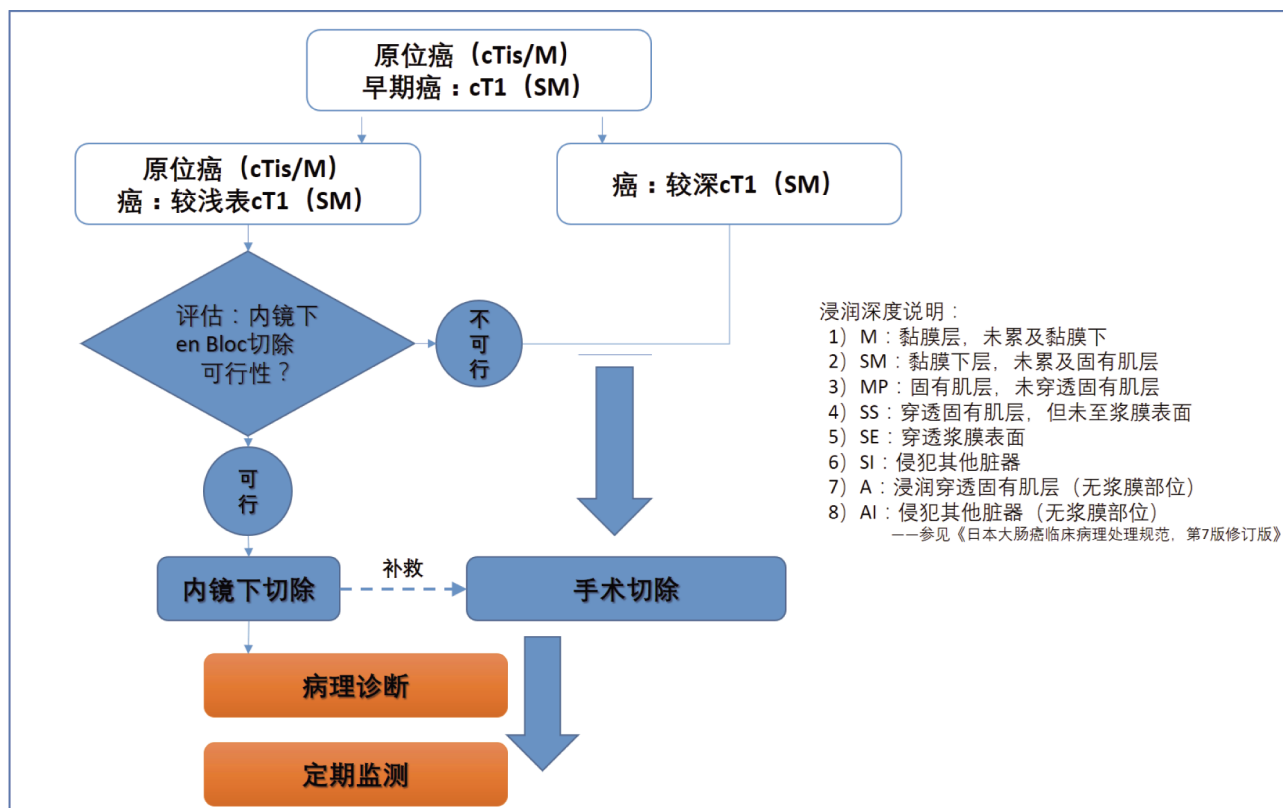 原位癌（cTis/M）
早期癌：cT1（SM）
原位癌（cTis/M）
癌：较浅表cT1（SM）
癌：较深cT1（SM）
评估：内镜下
en Bloc切除
可行性？
不
可
行
可
行
内镜下切除
补救
手术切除
病理诊断
定期监测
浸润深度说明：
1）M：黏膜层，未累及黏膜下
2）SM：黏膜下层，未累及固有肌层
3）MP：固有肌层，未穿透固有肌层
4）SS：穿透固有肌层，但未至浆膜表面
5）SE：穿透浆膜表面
6）SI：侵犯其他脏器
7）A：浸润穿透固有肌层（无浆膜部位）
8）AI：侵犯其他脏器（无浆膜部位）
——参见《日本大肠癌临床病理处理规范，第7版修订版》